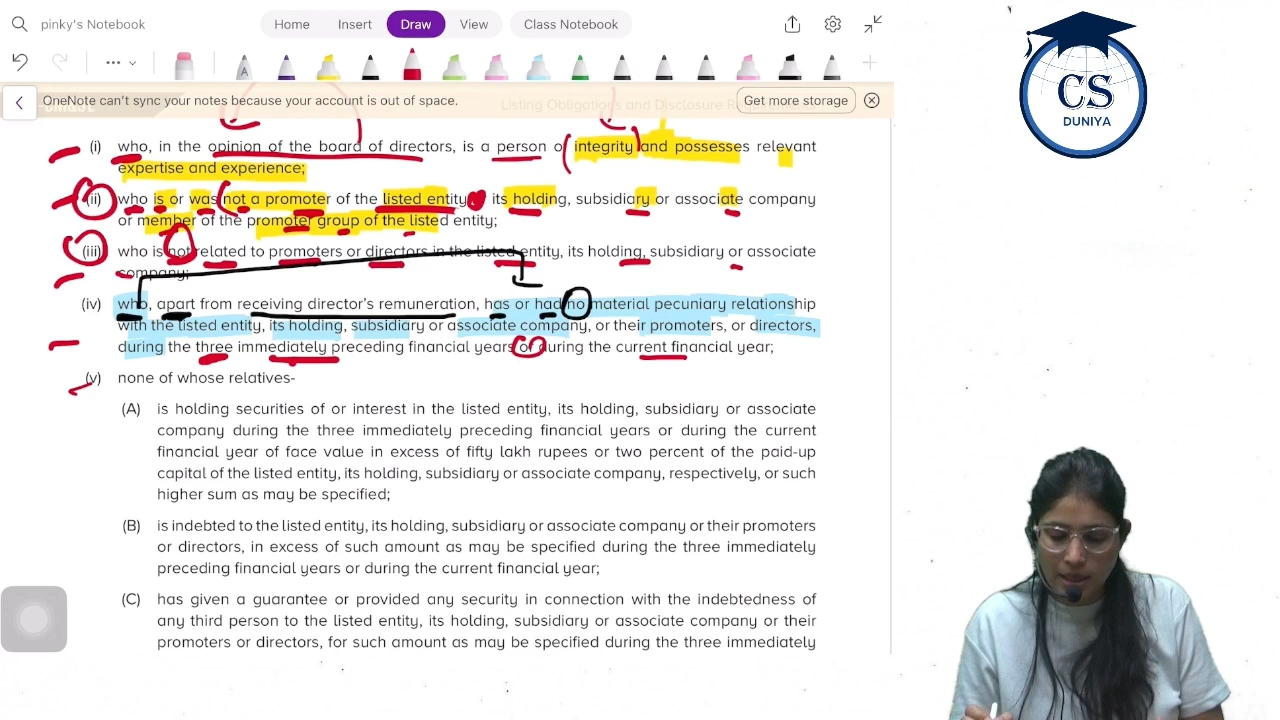 pinky's Notebook
Home Insert Draw View Class Notebook
OneNote can't sync your notes because your account is out of space.
Listing Obligations and Disclosure
Get more storage
(i) who, in the opinion of the board of directors, is a person of integrity and possesses relevant
expertise and experience;
(ii) who is or was not a promoter of the listed entity its holding, subsidiary or associate company
or member of the promoter group of the listed entity;
(iii) who is not related to promoters or directors in the listed entity, its holding, subsidiary or associate
company;
(iv) who, apart from receiving director's remuneration, has or had no material pecuniary relationship
with the listed entity, its holding, subsidiary or associate company, or their promoters, or directors,
during the three immediately preceding financial years or during the current financial year;
(v) none of whose relatives-
(A) is holding securities of or interest in the listed entity, its holding, subsidiary or associate
company during the three immediately preceding financial years or during the current
financial year of face value in excess of fifty lakh rupees or two percent of the paid-up
capital of the listed entity, its holding, subsidiary or associate company, respectively, or such
higher sum as may be specified;
(B) is indebted to the listed entity, its holding, subsidiary or associate company or their promoters
or directors, in excess of such amount as may be specified during the three immediately
preceding financial years or during the current financial year;
(C) has given a guarantee or provided any security in connection with the indebtedness of
any third person to the listed entity, its holding, subsidiary or associate company or their
promoters or directors, for such amount as may be specified during the three immediately
CS
DUNIYA